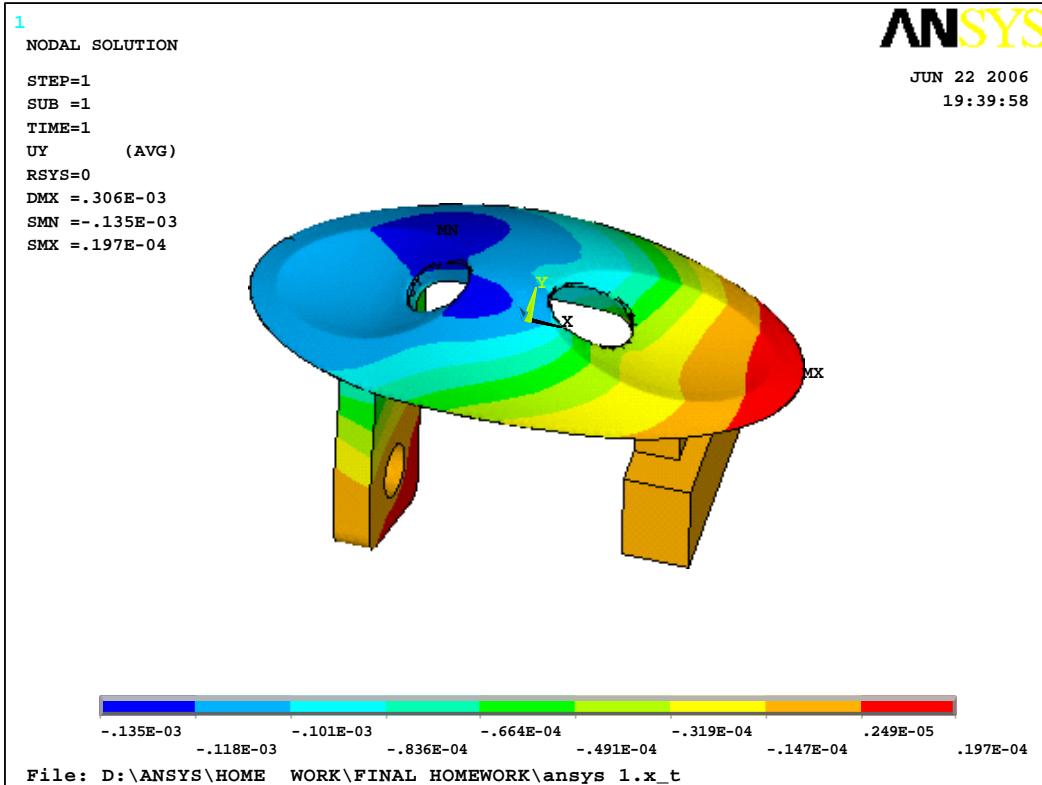 1
ANSYS
NODAL SOLUTION
JUN 22 2006
19:39:58
STEP=1
SUB =1
TIME=1
UY (AVG)
RSYS=0
DMX =.306E-03
SMN =-.135E-03
SMX =.197E-04
MN
Y
X
MX
-.135E-03 -.101E-03 -.664E-04 -.319E-04 .249E-05
-.118E-03 -.836E-04 -.491E-04 -.147E-04 .197E-04
File: D:\ANSYS\HOME WORK\FINAL HOMEWORK\ansys 1.x_t